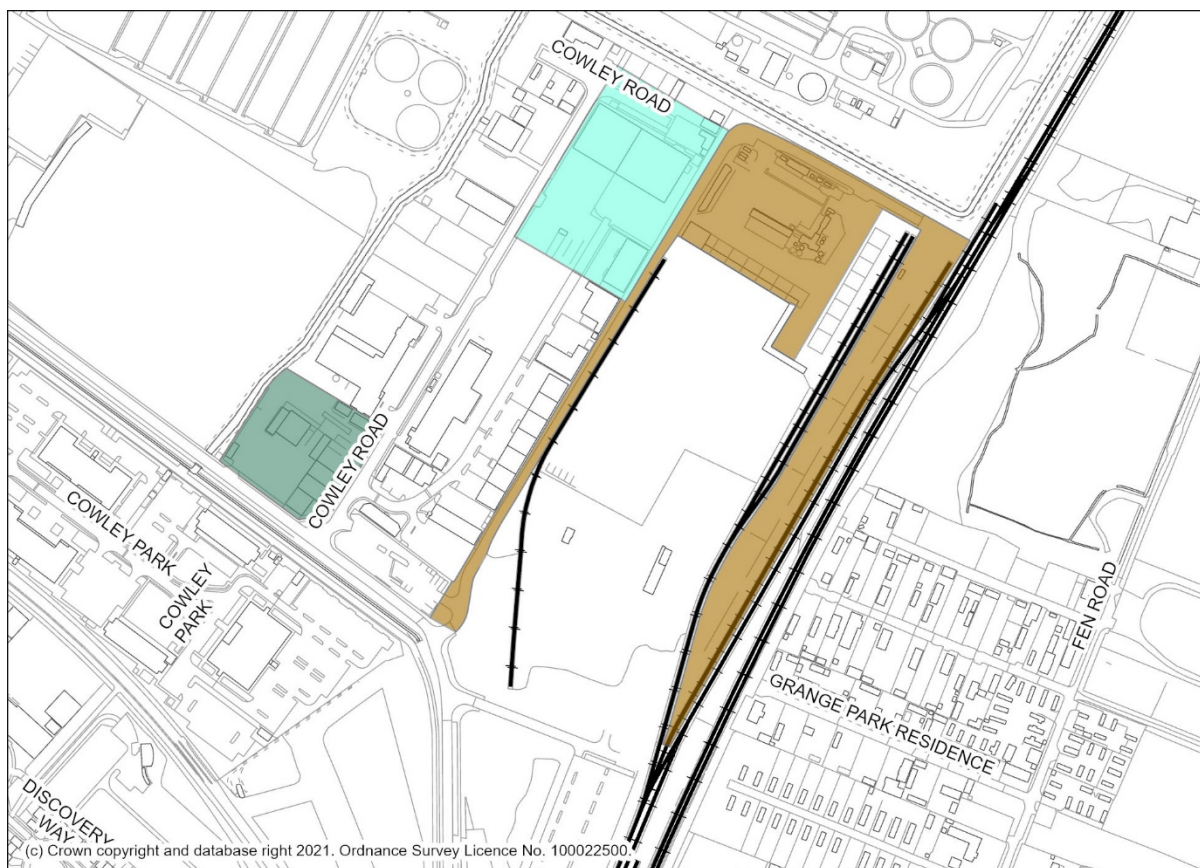 COWLEY ROAD
COWLEY ROAD
COWLEY PARK
COWLEY
PARK
FEN ROAD
GRANGE PARK RESIDENCE
DISCOVERY
WAY
(c) Crown copyright and database right 2021. Ordnance Survey Licence No. 100022500.